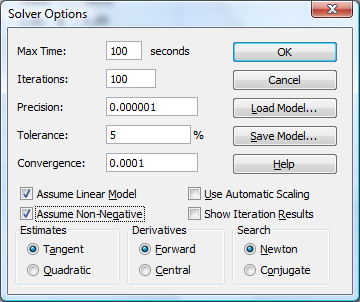 Solver Options
Max Time: 100 seconds OK
Iterations: 100 Cancel
Precision: 0.000001 Load Model...
Tolerance: 5 % Save Model...
Convergence: 0.0001 Help
Assume Linear Model Use Automatic Scaling
Assume Non-Negative Show Iteration Results
Estimates Derivatives Search
Tangent Forward Newton
Quadratic Central Conjugate